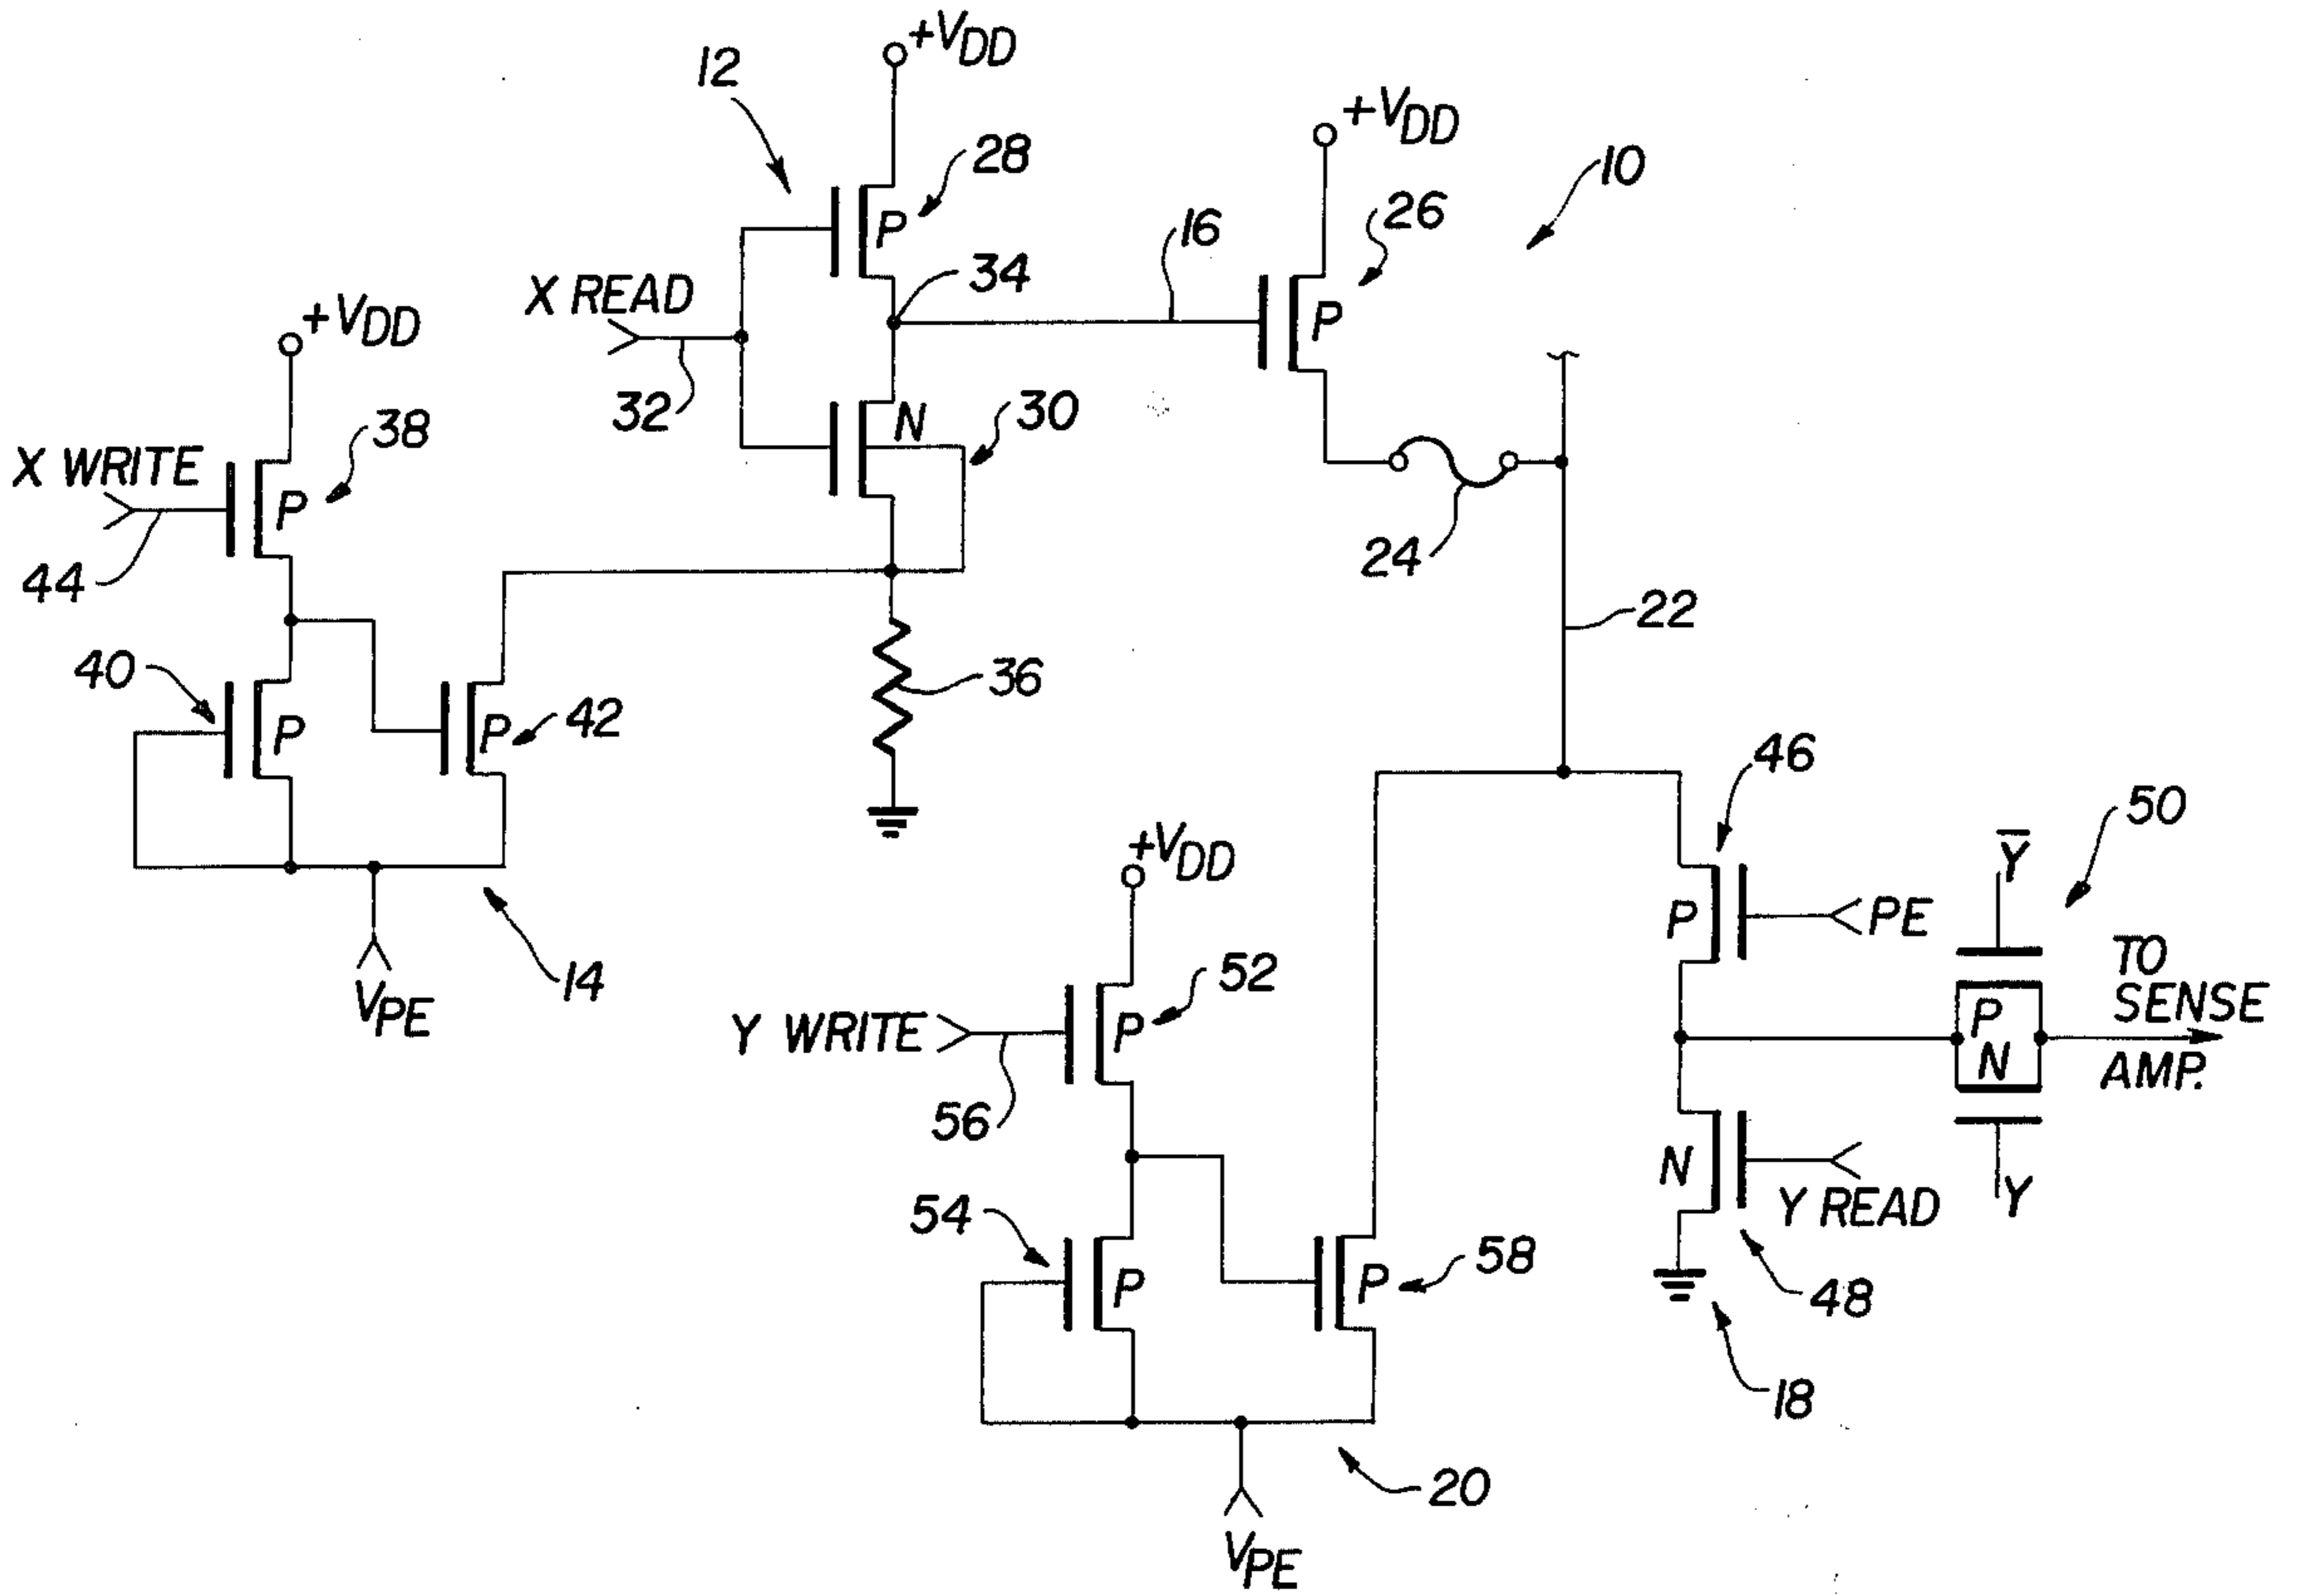 +VDD
12
+VDD
28
10
P
26
16
34
X READ
P
+VDD
32
N
30
38
X WRITE
P
24
44
22
40
36
P
P
42
46
50
+VDD
Y̅
P
PE
14
52
TO
SENSE
AMP.
VPE
Y WRITE
P
P
N
56
N
54
Y READ
Y
58
P
P
48
18
20
VPE